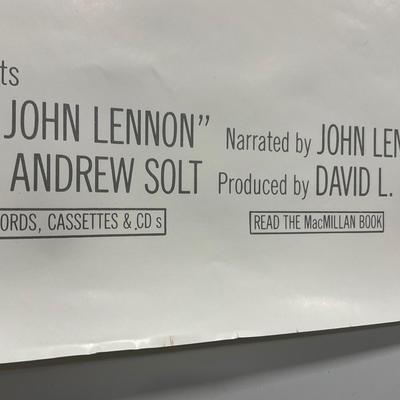 ts
JOHN LENNON” Narrated by JOHN LEN
ANDREW SOLT Produced by DAVID L.
ORDS, CASSETTES & CD s READ THE MacMILLAN BOOK